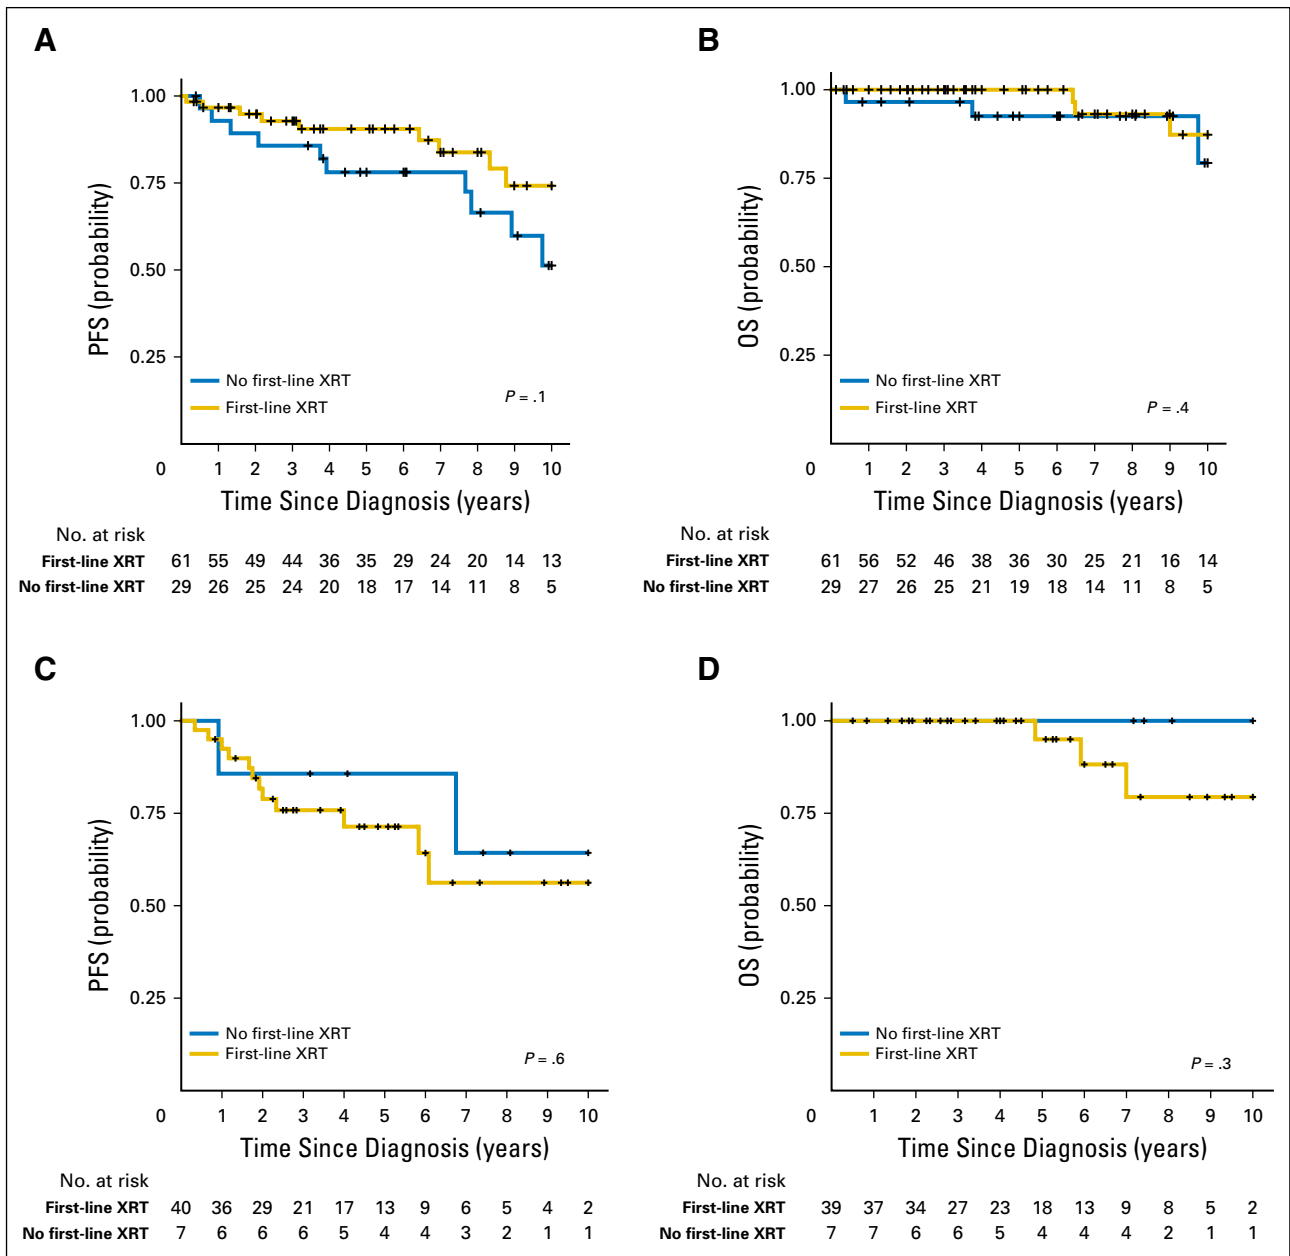 A
1.00
0.75
0.50
0.25
PFS (probability)
No first-line XRT
First-line XRT
P = .1
0 1 2 3 4 5 6 7 8 9 10
Time Since Diagnosis (years)
No. at risk
First-line XRT 61 55 49 44 36 35 29 24 20 14 13
No first-line XRT 29 26 25 24 20 18 17 14 11 8 5
B
1.00
0.75
0.50
0.25
OS (probability)
No first-line XRT
First-line XRT
P = .4
0 1 2 3 4 5 6 7 8 9 10
Time Since Diagnosis (years)
No. at risk
First-line XRT 61 56 52 46 38 36 30 25 21 16 14
No first-line XRT 29 27 26 25 21 19 18 14 11 8 5
C
1.00
0.75
0.50
0.25
PFS (probability)
No first-line XRT
First-line XRT
P = .6
0 1 2 3 4 5 6 7 8 9 10
Time Since Diagnosis (years)
No. at risk
First-line XRT 40 36 29 21 17 13 9 6 5 4 2
No first-line XRT 7 6 6 6 5 4 4 3 2 1 1
D
1.00
0.75
0.50
0.25
OS (probability)
No first-line XRT
First-line XRT
P = .3
0 1 2 3 4 5 6 7 8 9 10
Time Since Diagnosis (years)
No. at risk
First-line XRT 39 37 34 27 23 18 13 9 8 5 2
No first-line XRT 7 7 6 6 5 4 4 4 2 1 1